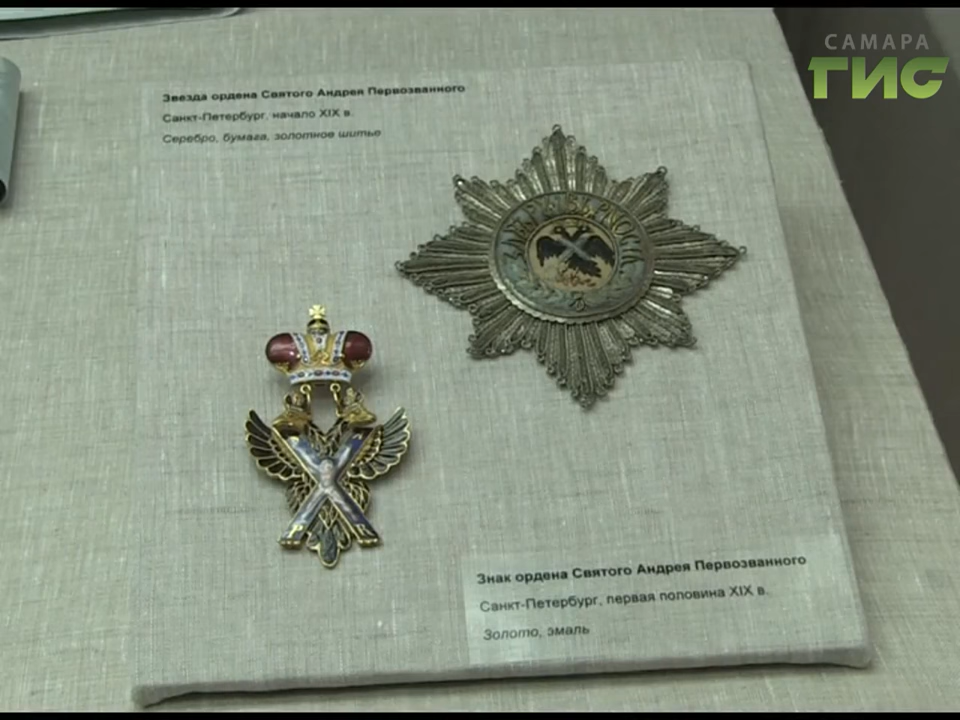 САМАРА
ГИС
Звезда ордена Святого Андрея Первозванного
Санкт-Петербург, начало XIX в.
Серебро, бумага, золотное шитье
Знак ордена Святого Андрея Первозванного
Санкт-Петербург, первая половина XIX в.
Золото, эмаль